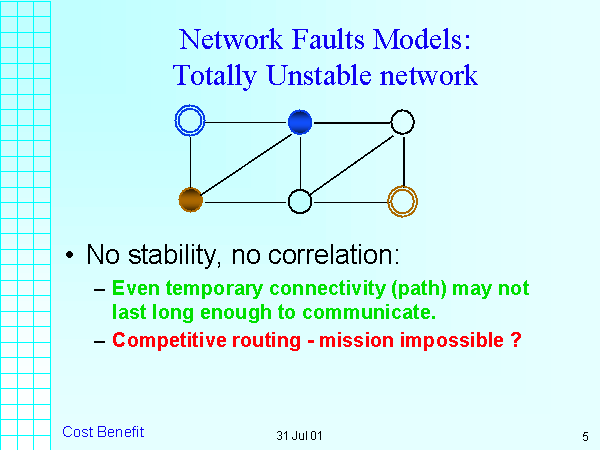 Network Faults Models:
Totally Unstable network
• No stability, no correlation:
– Even temporary connectivity (path) may not
last long enough to communicate.
– Competitive routing - mission impossible ?
Cost Benefit
31 Jul 01
5